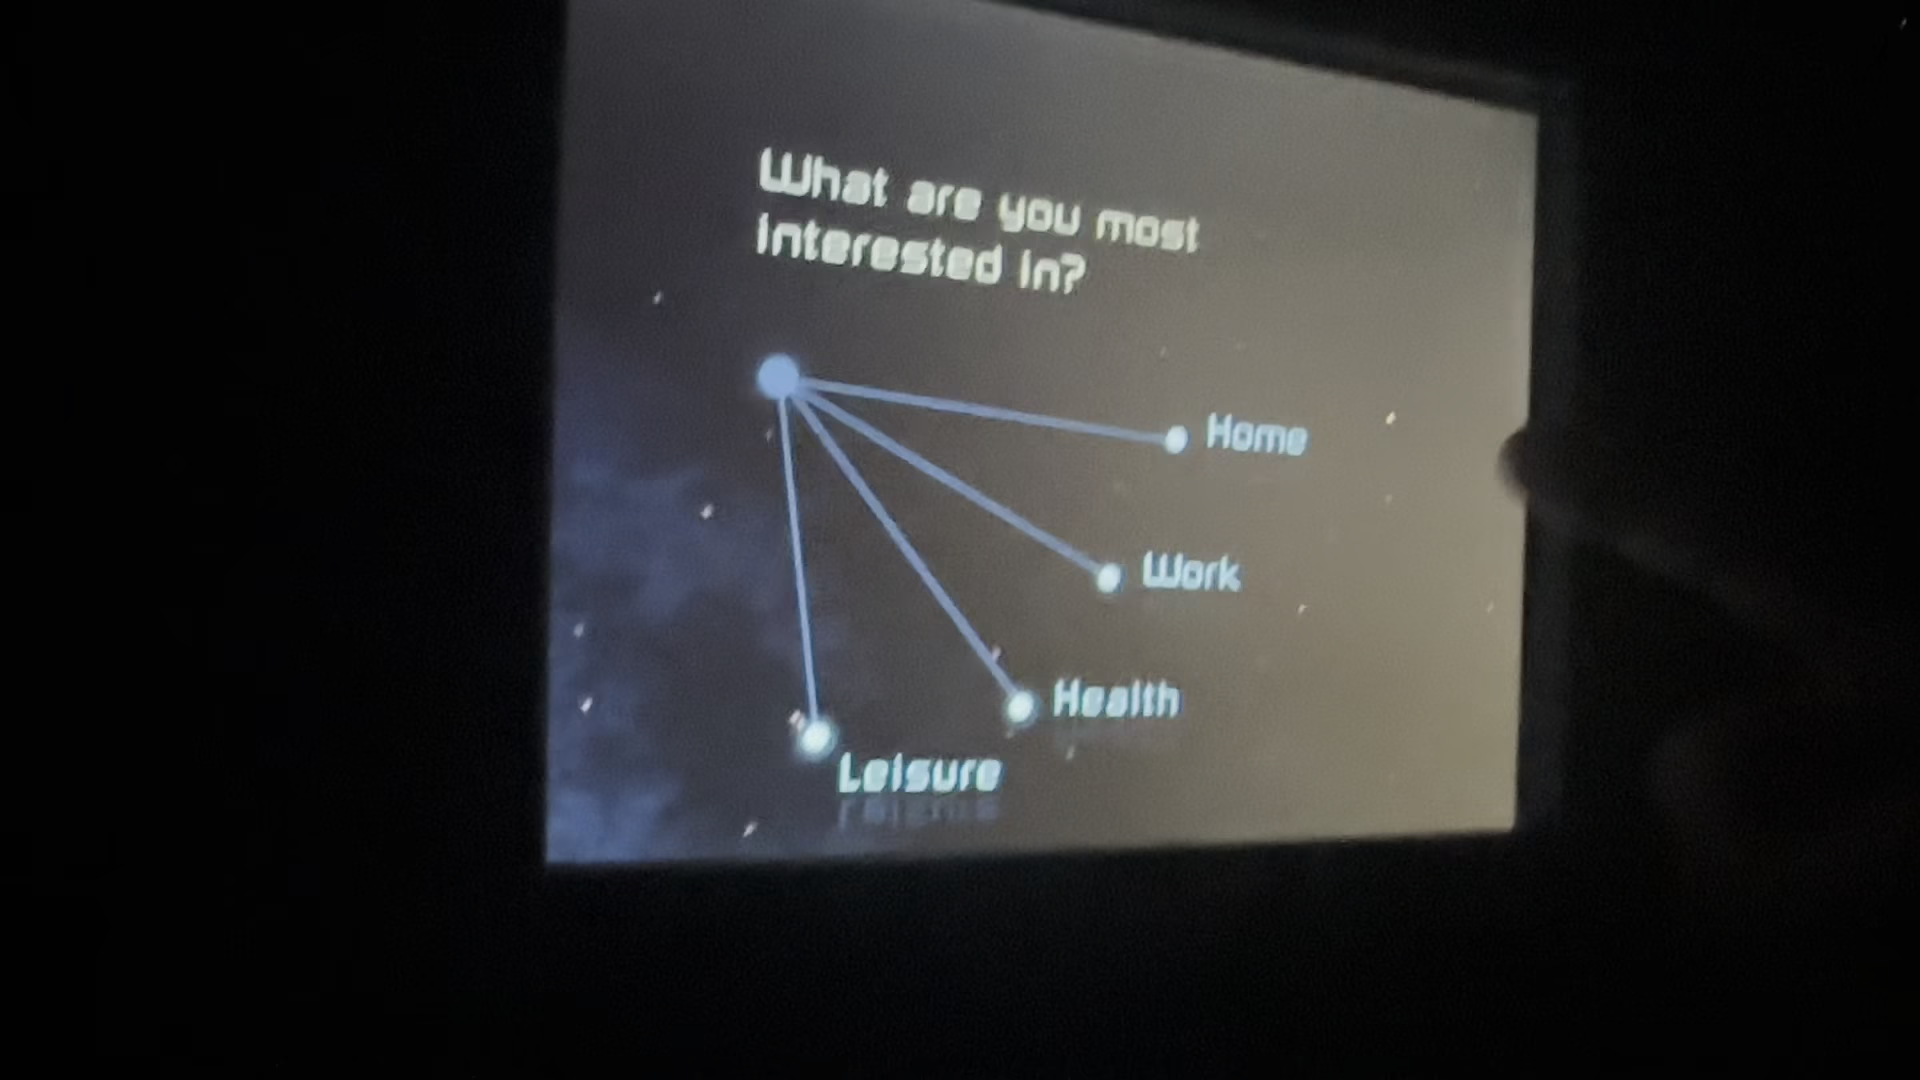 What are you most
interested in?
Home
Work
Health
Leisure